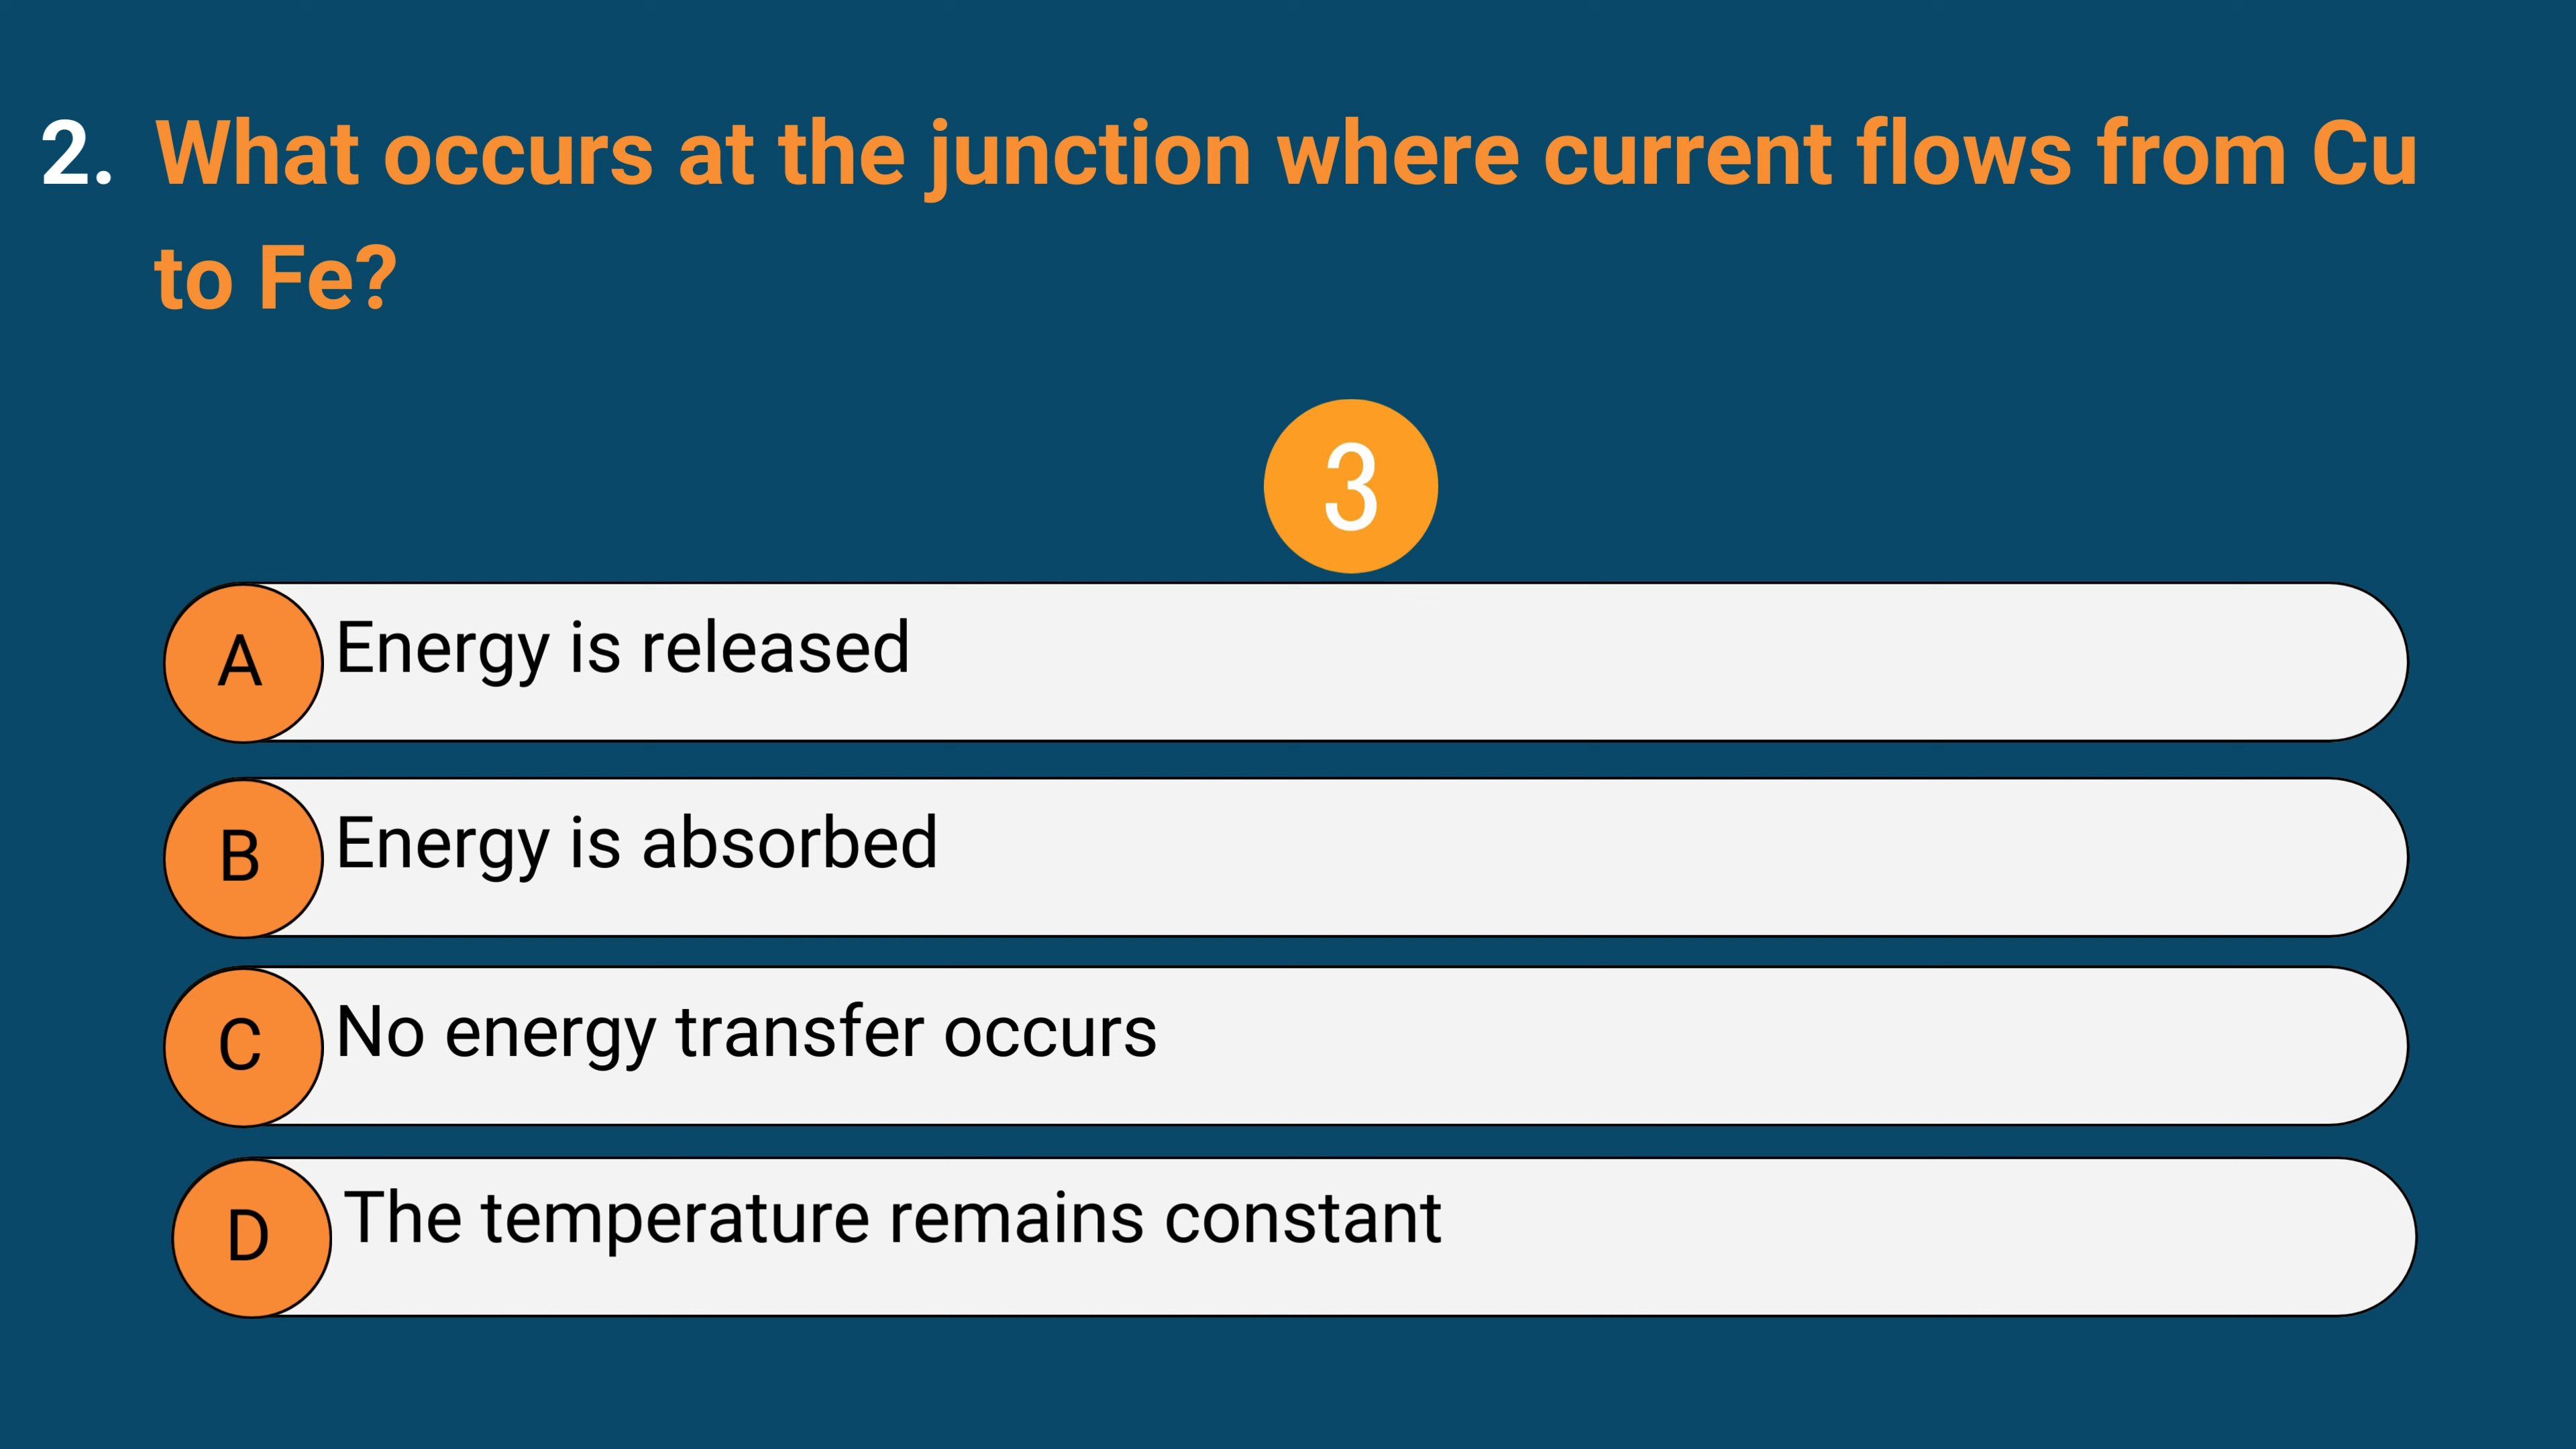 2. What occurs at the junction where current flows from Cu
to Fe?
3
A Energy is released
B Energy is absorbed
C No energy transfer occurs
D The temperature remains constant